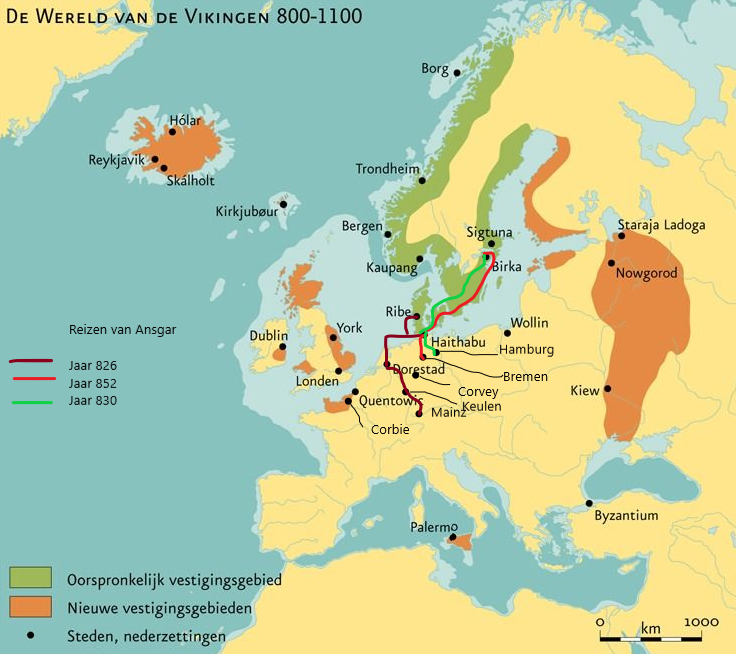 De Wereld van de Vikingen 800-1100
Borg
Hólar
Reykjavik
Skálholt
Trondheim
Kirkjubøur
Bergen
Sigtuna
Staraja Ladoga
Kaupang
Birka
Nowgorod
Ribe
Reizen van Ansgar
York
Wollin
Dublin
Haithabu
Hamburg
Jaar 826
Dorestad
Bremen
Jaar 852
Londen
Corvey
Kiew
Jaar 830
Quentowic
Keulen
Mainz
Corbie
Byzantium
Palermo
Oorspronkelijk vestigingsgebied
Nieuwe vestigingsgebieden
Steden, nederzettingen
0 km 1000